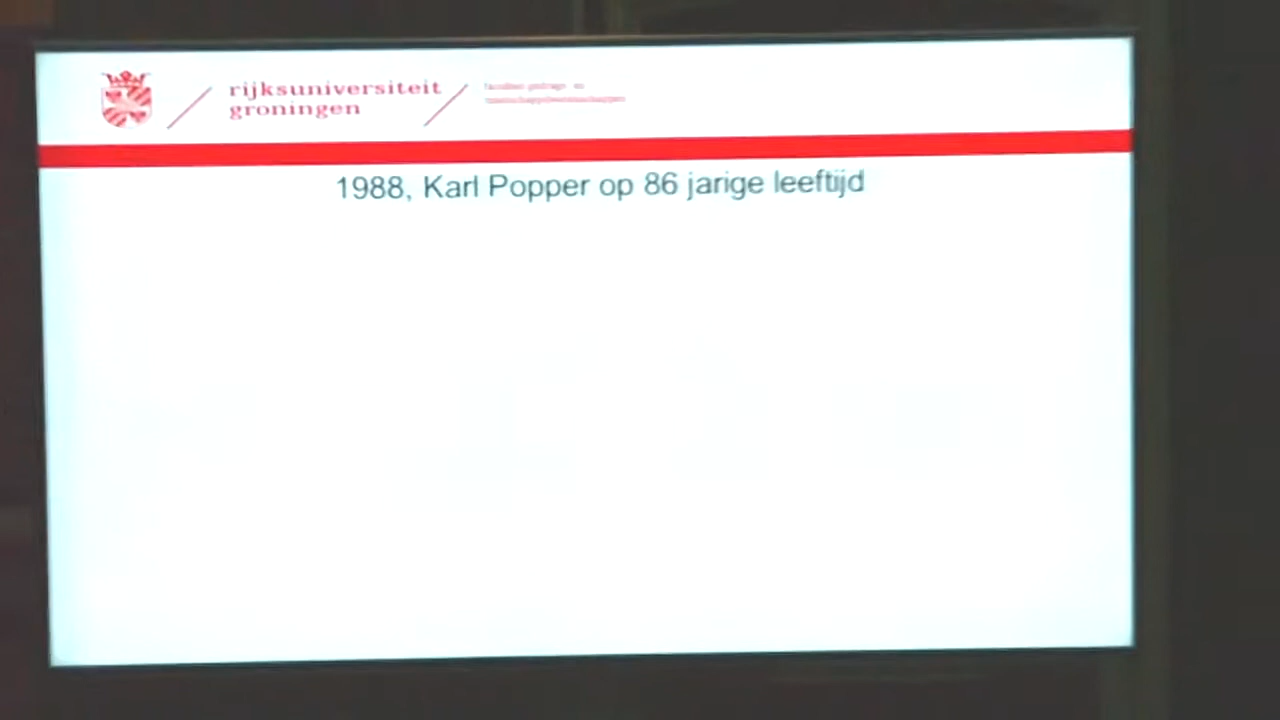 rijksuniversiteit
groningen
1988, Karl Popper op 86 jarige leeftijd